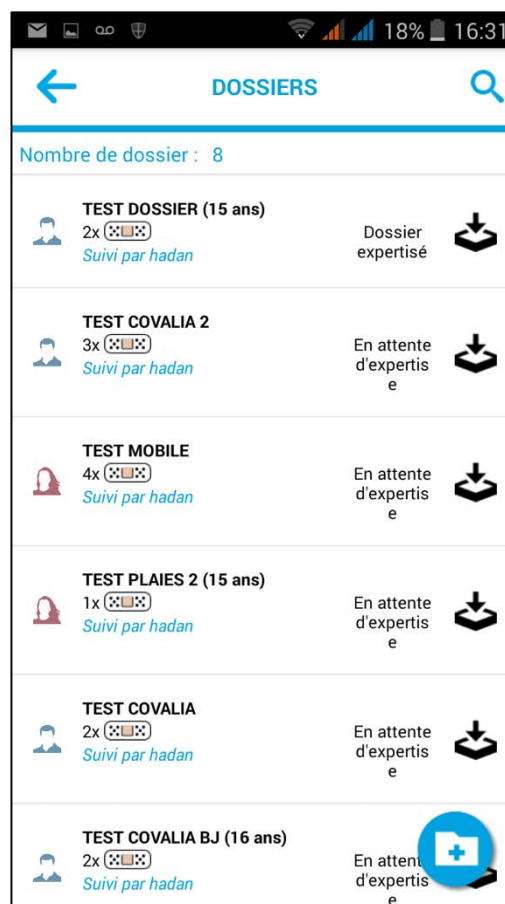 18% 16:31
DOSSIERS
Nombre de dossier : 8
TEST DOSSIER (15 ans)
2x
Suivi par hadan
Dossier
expertisé
TEST COVALIA 2
3x
Suivi par hadan
En attente
d'expertis
e
TEST MOBILE
4x
Suivi par hadan
En attente
d'expertis
e
TEST PLAIES 2 (15 ans)
1x
Suivi par hadan
En attente
d'expertis
e
TEST COVALIA
2x
Suivi par hadan
En attente
d'expertis
e
TEST COVALIA BJ (16 ans)
2x
Suivi par hadan
En atten
d'expertis
e